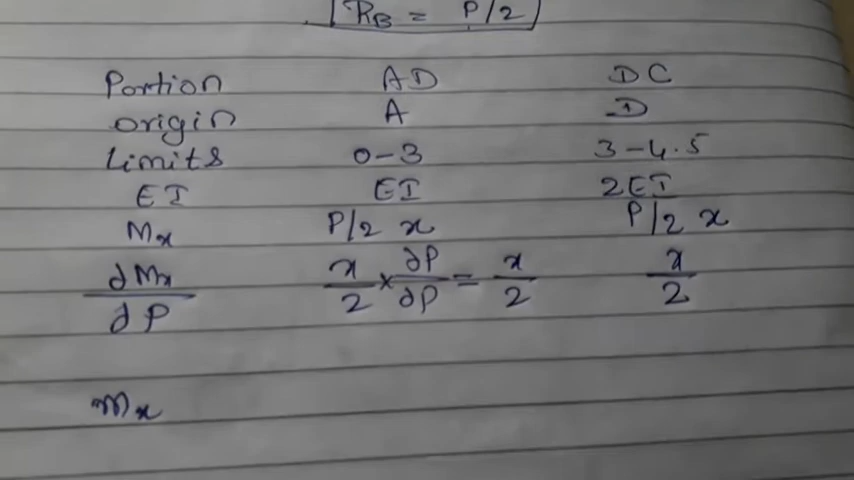 RB = P/2
Portion AD DC
origin A D
limits 0-3 3-4.5
EI EI 2EI
Mx P/2 x P/2 x
∂Mx/∂P x/2 × ∂P/∂P = x/2 x/2
Mx